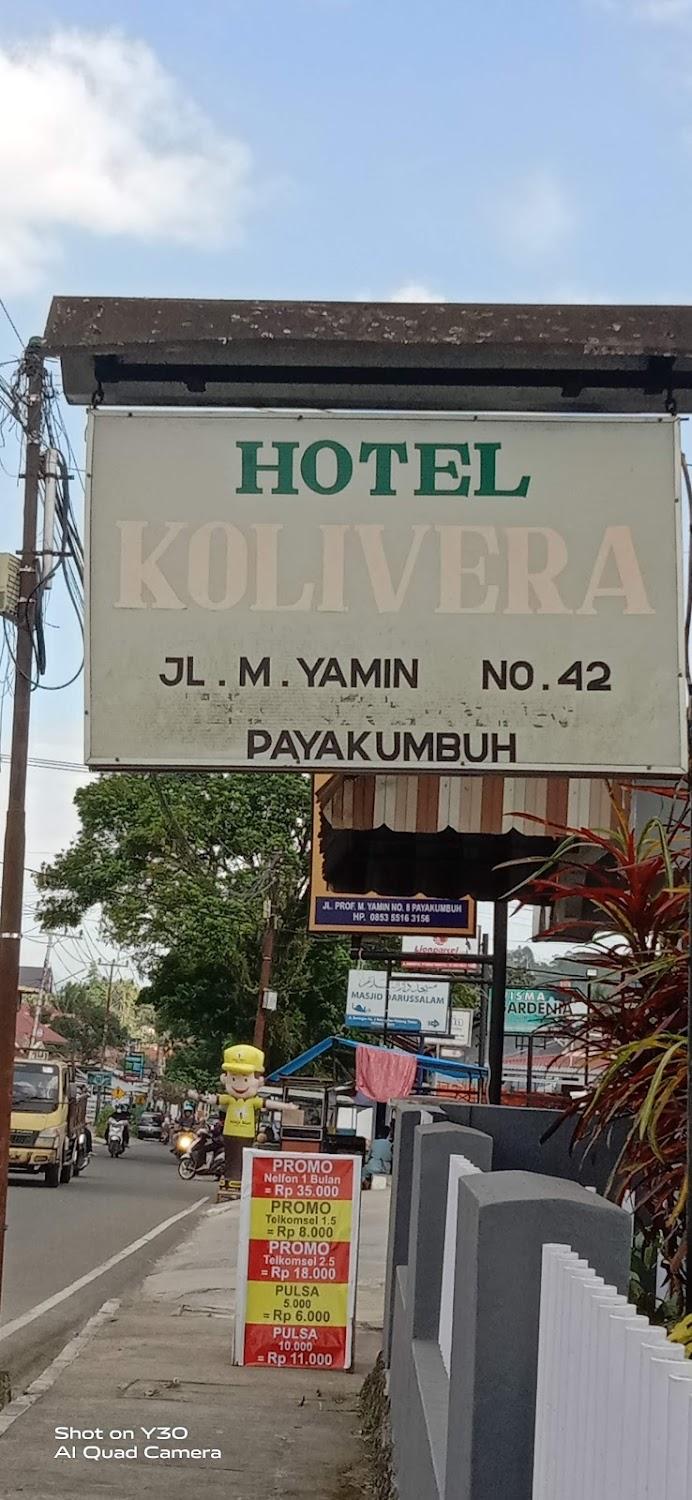 HOTEL
KOLIVERA
JL . M . YAMIN NO . 42
PAYAKUMBUH
JL. PROF. M. YAMIN NO. 8 PAYAKUMBUH
HP. 0853 5516 3156
Lionparcel
MASJID DARUSSALAM
ISMA
GARDENIA
PROMO
Nelfon 1 Bulan
= Rp 35.000
PROMO
Telkomsel 1.5
= Rp 8.000
PROMO
Telkomsel 2.5
= Rp 18.000
PULSA
5.000
= Rp 6.000
PULSA
10.000
= Rp 11.000
Shot on Y30
AI Quad Camera